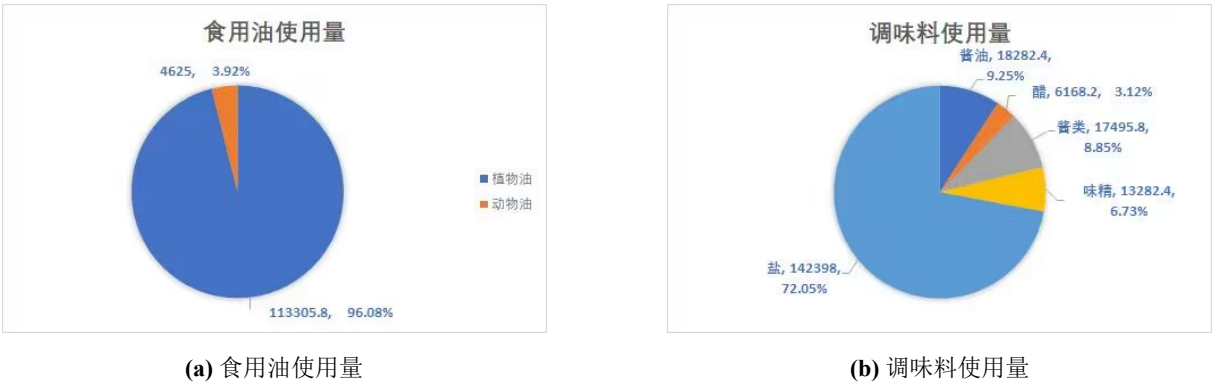 食用油使用量
4625, 3.92%
植物油
动物油
113305.8, 96.08%
(a) 食用油使用量
调味料使用量
酱油, 18282.4,
9.25%
醋, 6168.2, 3.12%
酱类, 17495.8,
8.85%
味精, 13282.4,
6.73%
盐, 142398,
72.05%
(b) 调味料使用量